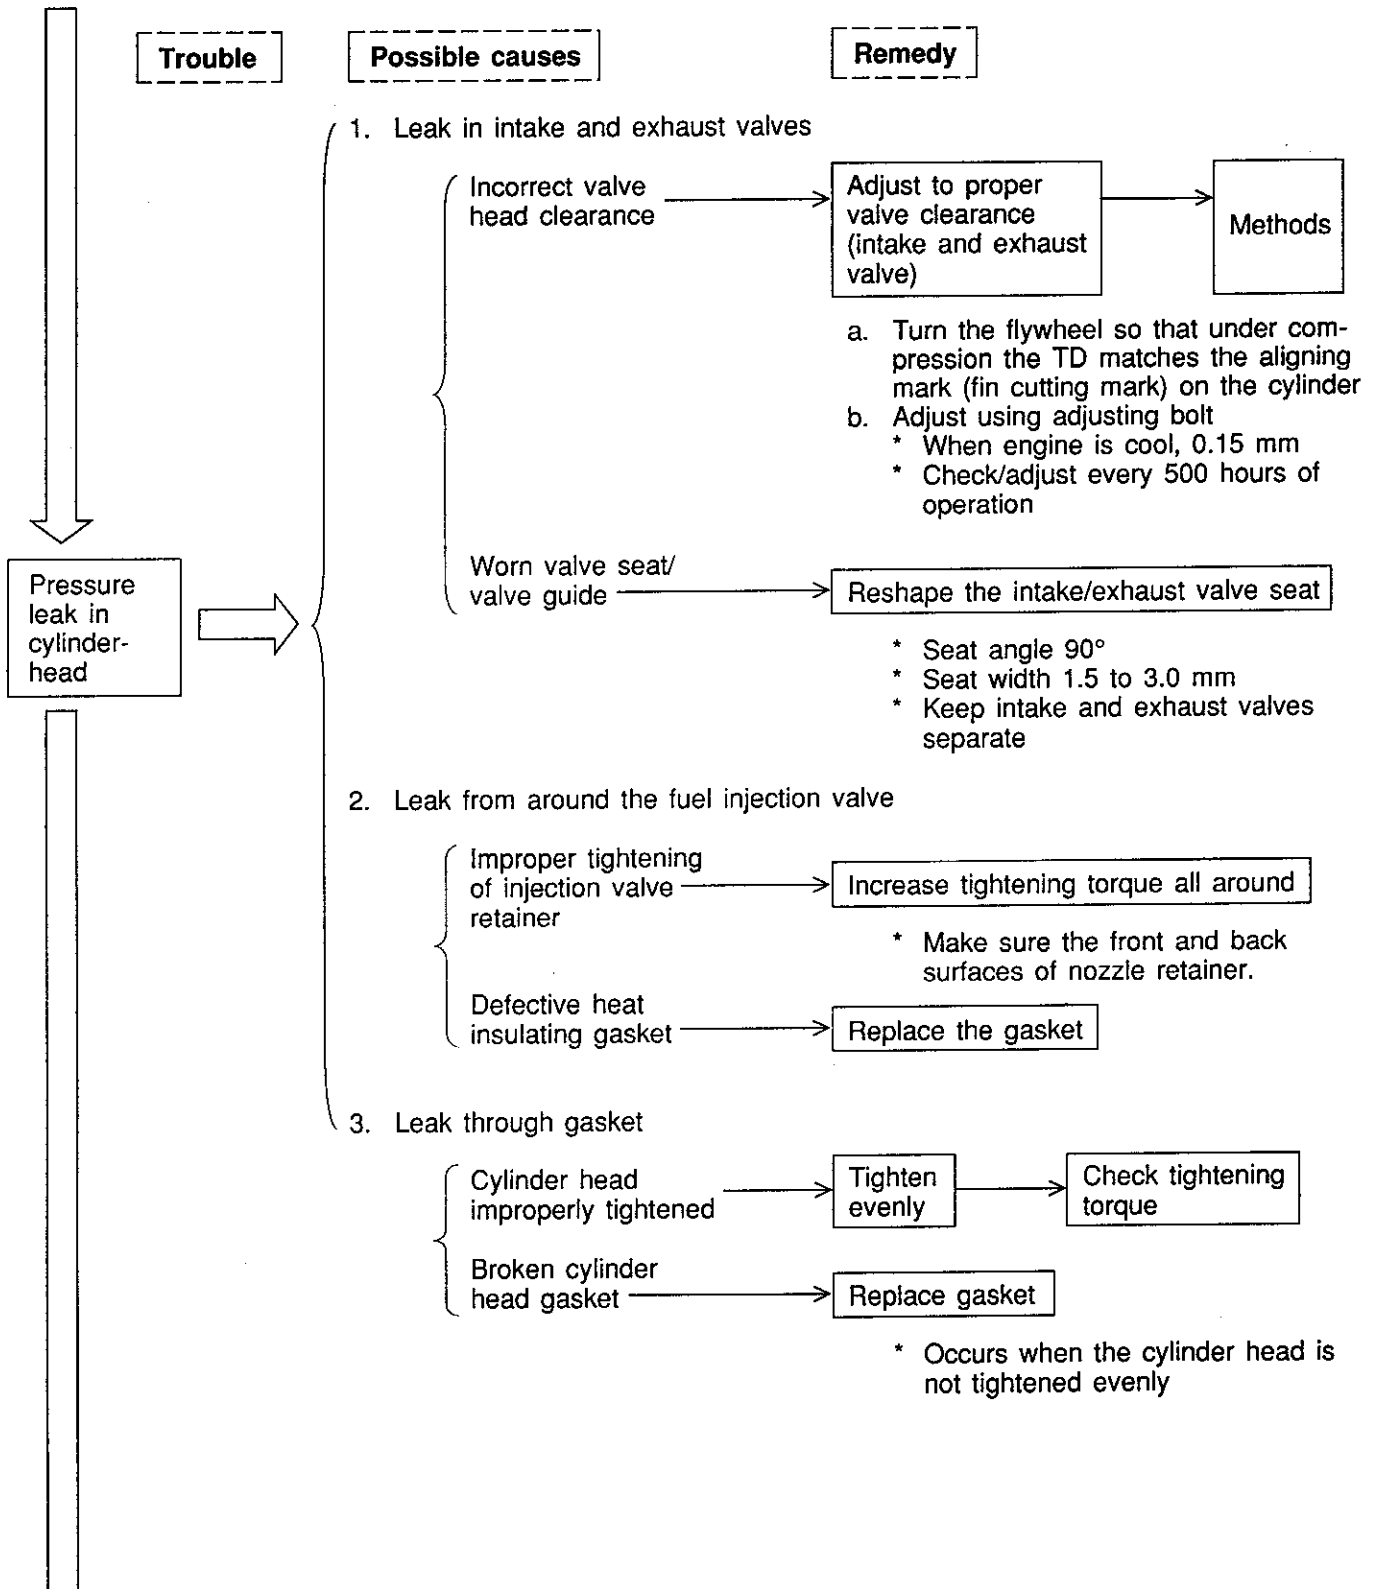 Trouble
Possible causes
Remedy
1. Leak in intake and exhaust valves
Incorrect valve
head clearance
Adjust to proper
valve clearance
(intake and exhaust
valve)
Methods
a. Turn the flywheel so that under com-
pression the TD matches the aligning
mark (fin cutting mark) on the cylinder
b. Adjust using adjusting bolt
* When engine is cool, 0.15 mm
* Check/adjust every 500 hours of
operation
Pressure
leak in
cylinder-
head
Worn valve seat/
valve guide
Reshape the intake/exhaust valve seat
* Seat angle 90°
* Seat width 1.5 to 3.0 mm
* Keep intake and exhaust valves
separate
2. Leak from around the fuel injection valve
Improper tightening
of injection valve
retainer
Increase tightening torque all around
* Make sure the front and back
surfaces of nozzle retainer.
Defective heat
insulating gasket
Replace the gasket
3. Leak through gasket
Cylinder head
improperly tightened
Tighten
evenly
Check tightening
torque
Broken cylinder
head gasket
Replace gasket
* Occurs when the cylinder head is
not tightened evenly